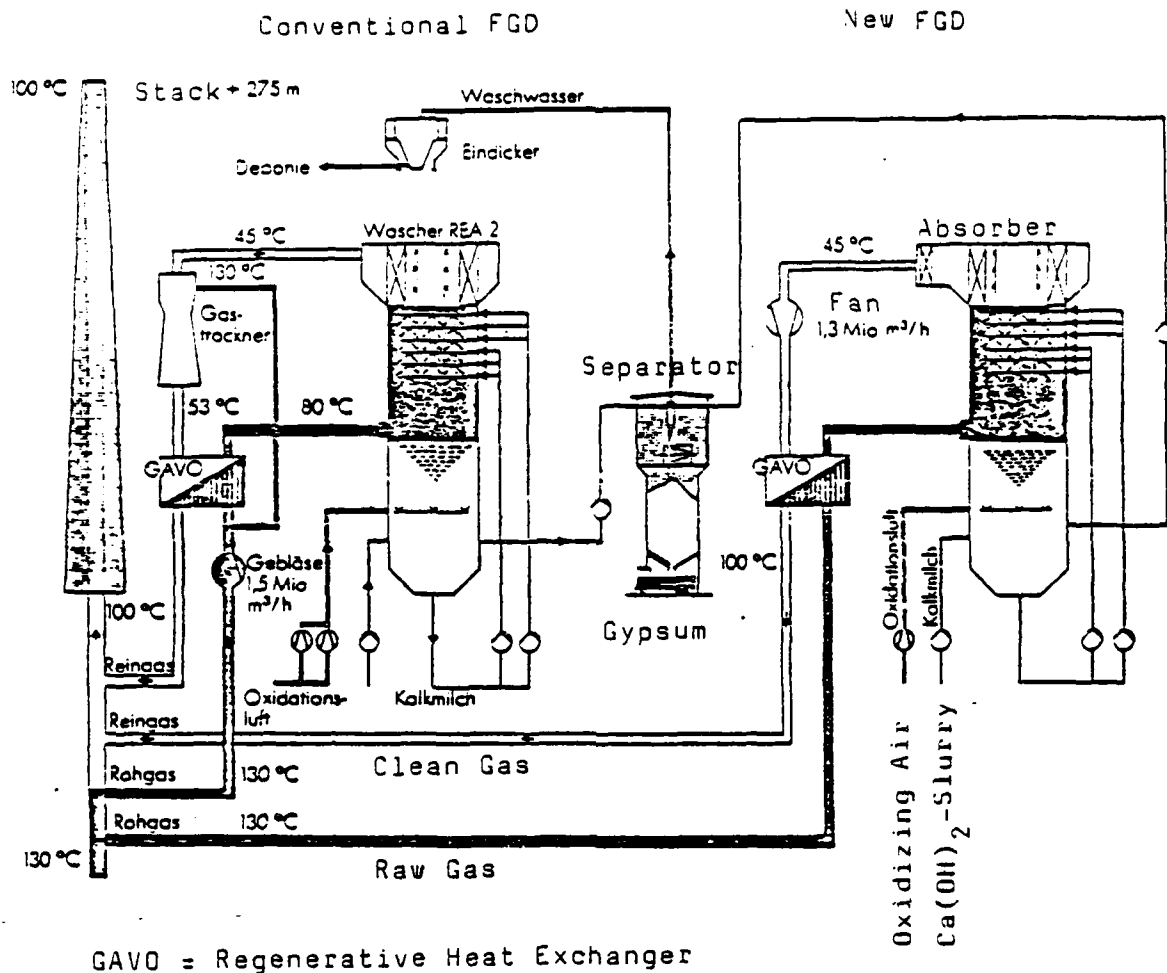 Conventional FGD
New FGD
100 °C
Stack + 275 m
Waschwasser
Eindicker
Deponie
Wascher REA 2
Absorber
45 °C
45 °C
130 °C
Gas-
trockner
Fan
1,3 Mio m³/h
Separator
53 °C
80 °C
GAVO
GAVO
Gebläse
1,5 Mio
m³/h
100 °C
100 °C
Gypsum
Oxidationsluft
Kalkmilch
Reingas
Oxidations-
luft
Kalkmilch
Reingas
Clean Gas
Rohgas
130 °C
Rohgas
130 °C
130 °C
Raw Gas
Oxidizing Air
Ca(OH)2-Slurry
GAVO = Regenerative Heat Exchanger